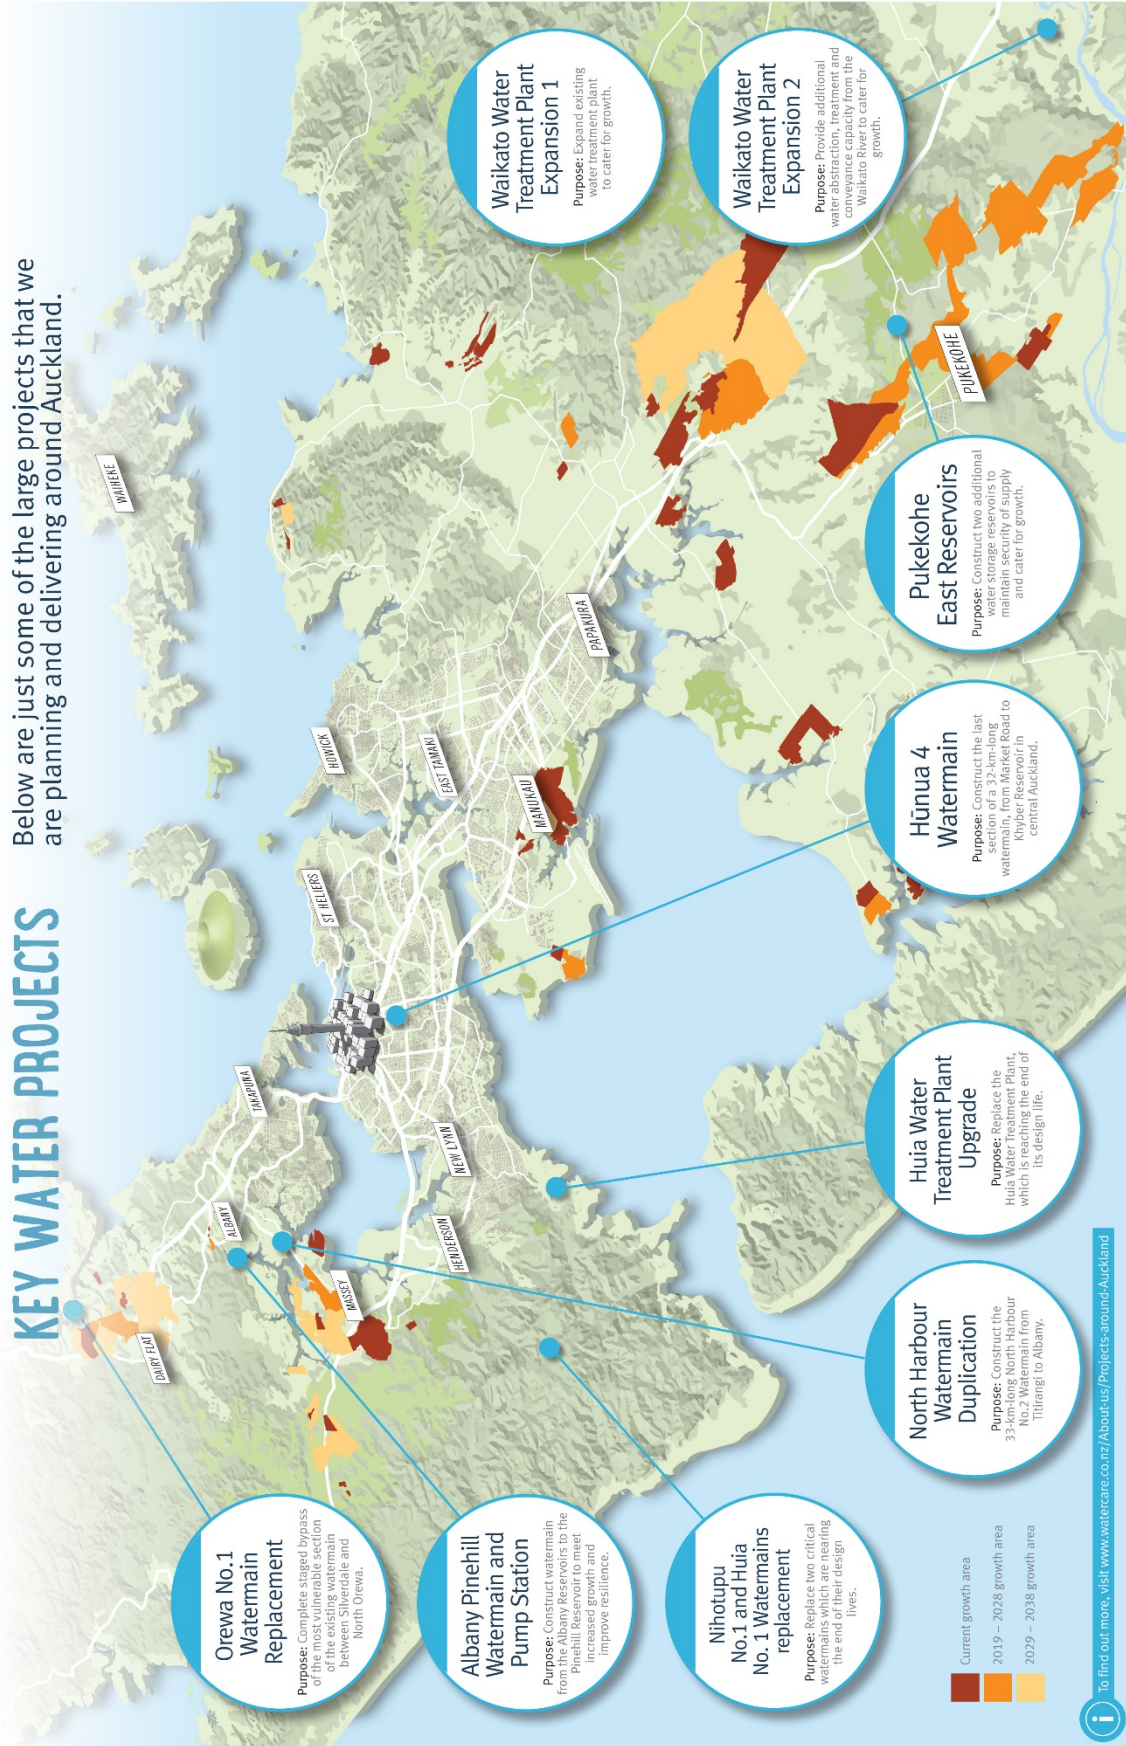 KEY WATER PROJECTS
Below are just some of the large projects that we
are planning and delivering around Auckland.
Orewa No.1
Watermain
Replacement
Purpose: Complete staged bypass
of the most vulnerable section
of the existing watermain
between Silverdale and
North Orewa.
Albany Pinehill
Watermain and
Pump Station
Purpose: Construct watermain
from the Albany Reservoirs to the
Pinehill Reservoir to meet
increased growth and
improve resilience.
Nihotupu
No.1 and Huia
No. 1 Watermains
replacement
Purpose: Replace two critical
watermains which are nearing
the end of their design
lives.
North Harbour
Watermain
Duplication
Purpose: Construct the
33-km-long North Harbour
No.2 Watermain from
Titirangi to Albany.
Huia Water
Treatment Plant
Upgrade
Purpose: Replace the
Huia Water Treatment Plant,
which is reaching the end of
its design life.
Hūnua 4
Watermain
Purpose: Construct the last
section of a 32-km-long
watermain, from Market Road to
Khyber Reservoir in
central Auckland.
Pukekohe
East Reservoirs
Purpose: Construct two additional
water storage reservoirs to
maintain security of supply
and cater for growth.
Waikato Water
Treatment Plant
Expansion 1
Purpose: Expand existing
water treatment plant
to cater for growth.
Waikato Water
Treatment Plant
Expansion 2
Purpose: Provide additional
water abstraction, treatment and
conveyance capacity from the
Waikato River to cater for
growth.
DAIRY FLAT
ALBANY
TAKAPUNA
MASSEY
HENDERSON
NEW LYNN
ST HELIERS
HOWICK
EAST TAMAKI
MANUKAU
PAPAKURA
WAIHEKE
PUKEKOHE
Current growth area
2019 – 2028 growth area
2029 – 2038 growth area
i To find out more, visit www.watercare.co.nz/About-us/Projects-around-Auckland